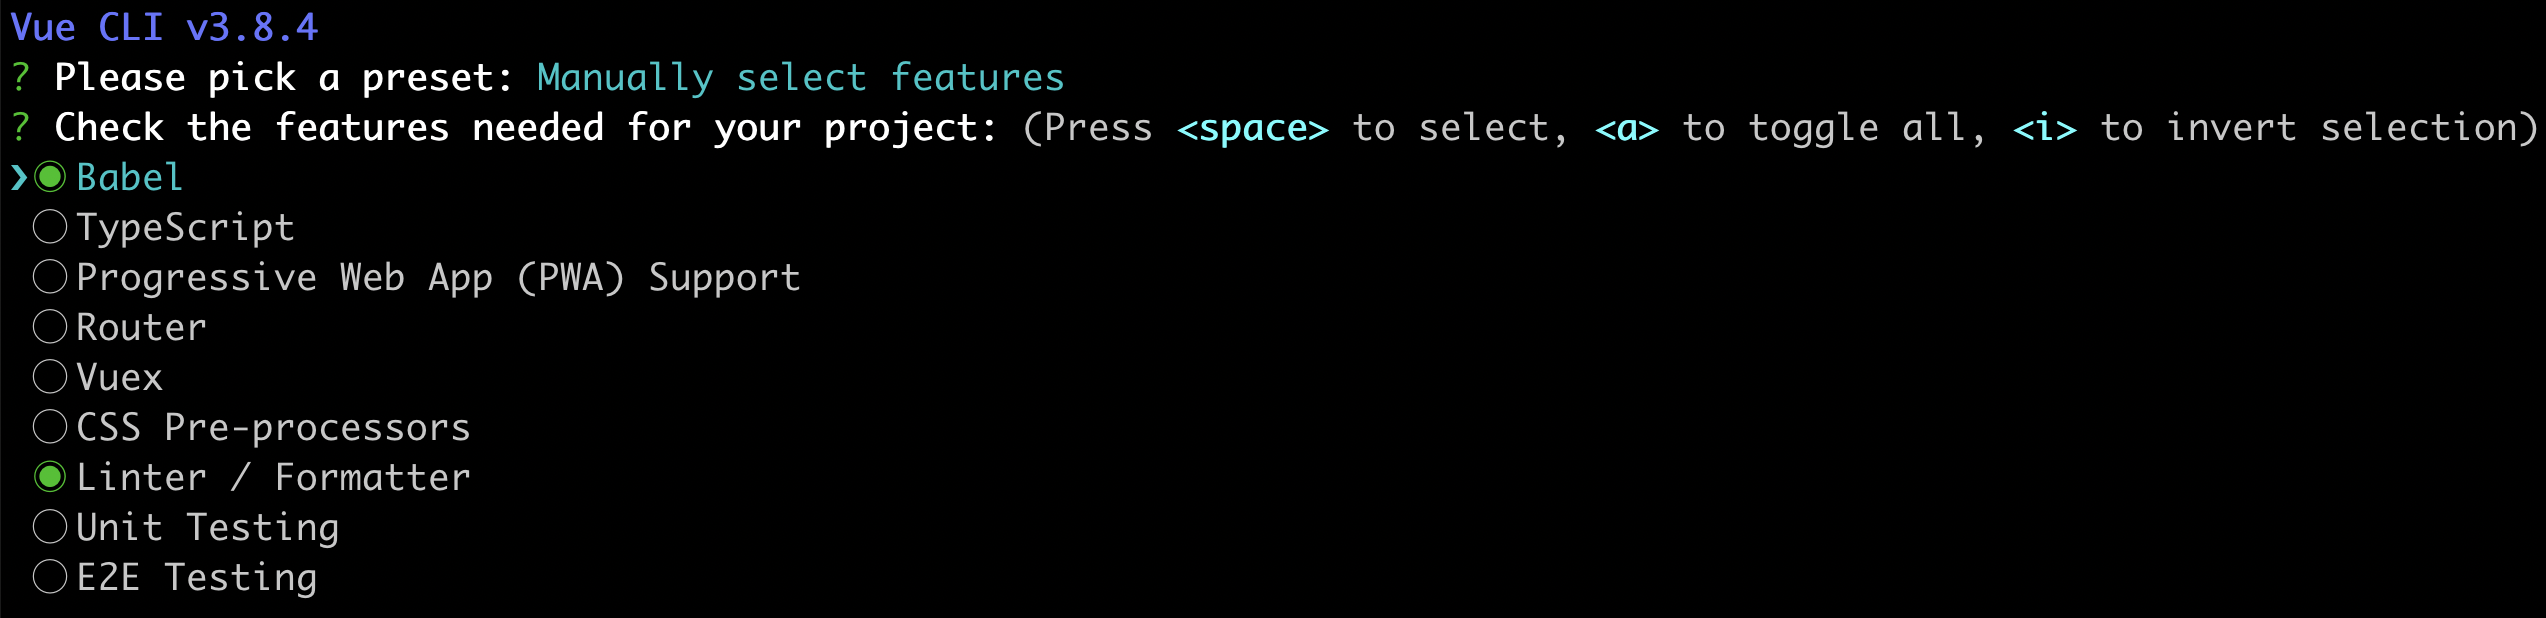 Vue CLI v3.8.4
? Please pick a preset: Manually select features
? Check the features needed for your project: (Press <space> to select, <a> to toggle all, <i> to invert selection)
❯◉ Babel
◯ TypeScript
◯ Progressive Web App (PWA) Support
◯ Router
◯ Vuex
◯ CSS Pre-processors
◉ Linter / Formatter
◯ Unit Testing
◯ E2E Testing